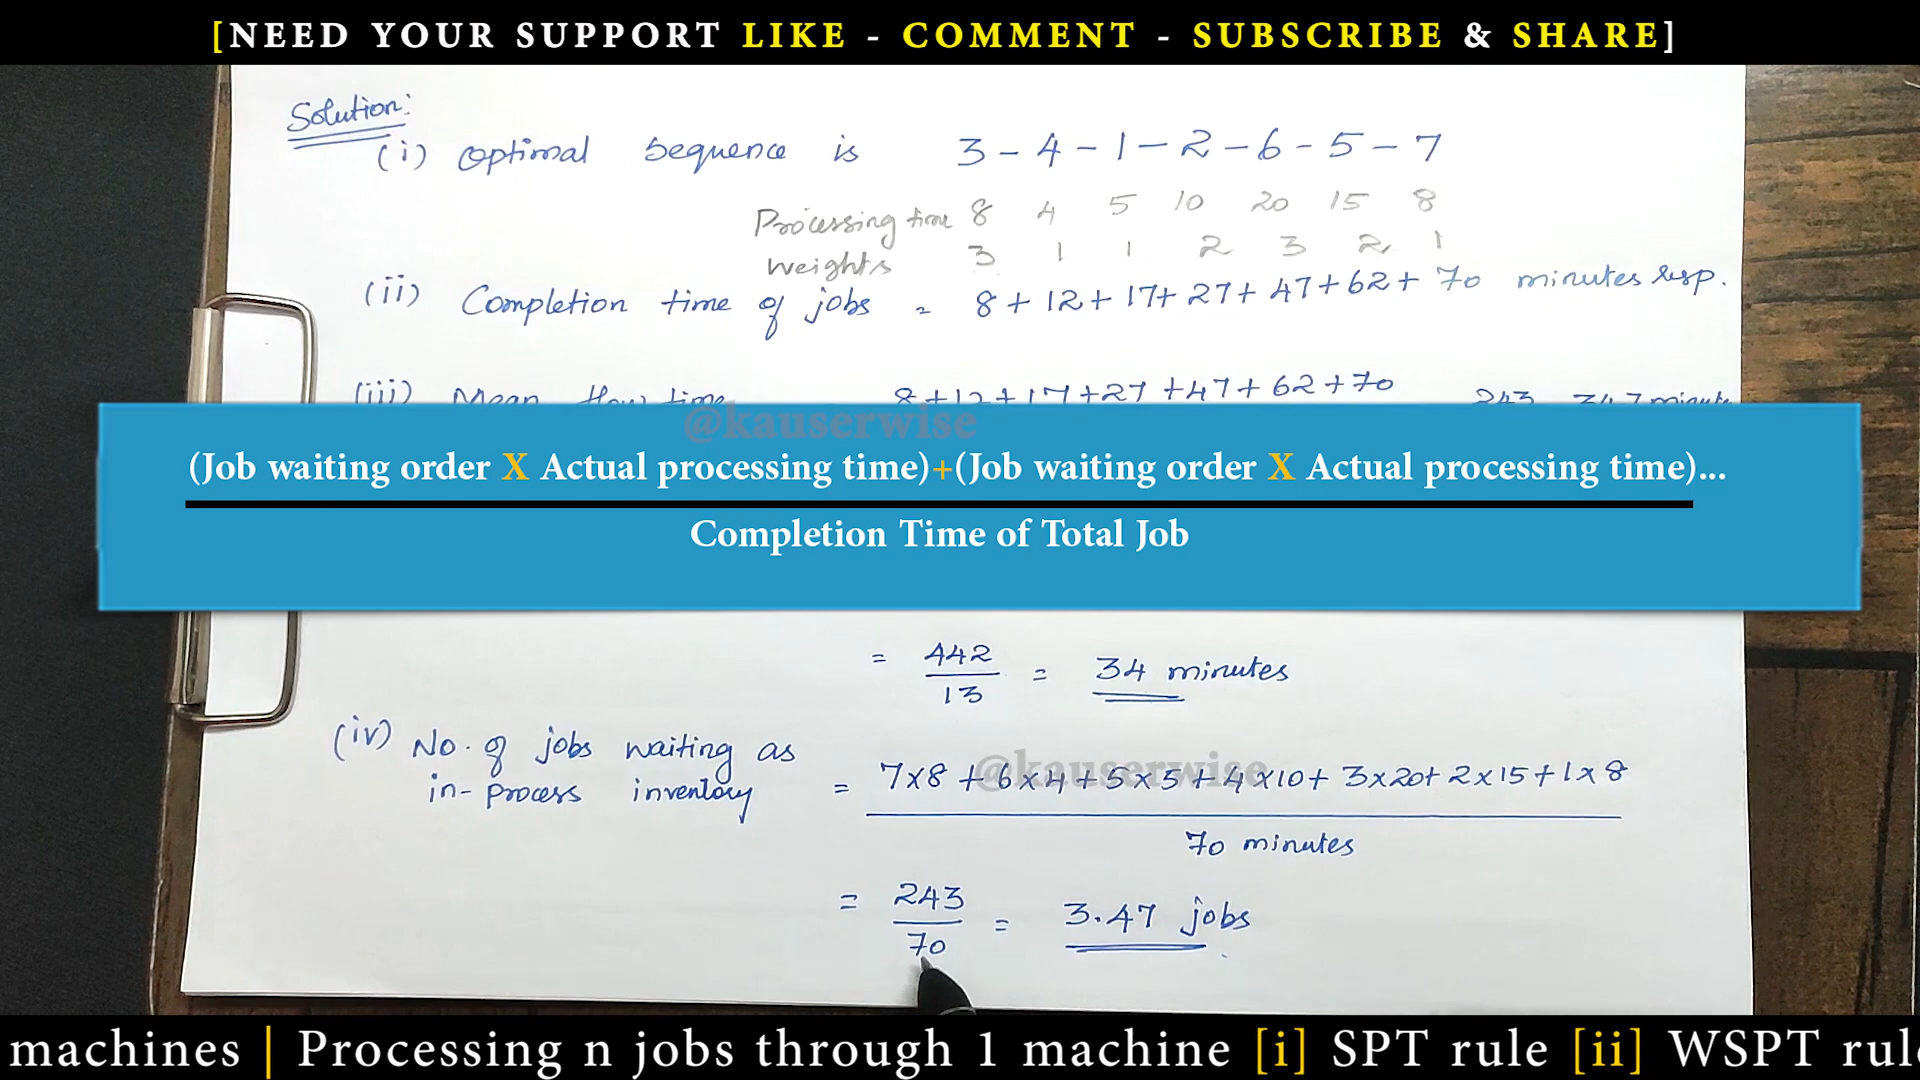 [NEED YOUR SUPPORT LIKE - COMMENT - SUBSCRIBE & SHARE]
Solution:
(i) Optimal sequence is 3 - 4 - 1 - 2 - 6 - 5 - 7
Processing time 8 4 5 10 20 15 8
Weights 3 1 1 2 3 2 1
(ii) Completion time of jobs = 8 + 12 + 17 + 27 + 47 + 62 + 70 minutes resp.
(iii) Mean flow time 8 + 12 + 17 + 27 + 47 + 62 + 70 243 34.7 minute
@kauserwise
(Job waiting order X Actual processing time)+(Job waiting order X Actual processing time)...
Completion Time of Total Job
= 442 / 13 = 34 minutes
(iv) No. of jobs waiting as
in-process inventory = 7x8 + 6x4 + 5x5 + 4x10 + 3x20 + 2x15 + 1x8
@kauserwise
70 minutes
= 243 / 70 = 3.47 jobs
machines | Processing n jobs through 1 machine [i] SPT rule [ii] WSPT rul